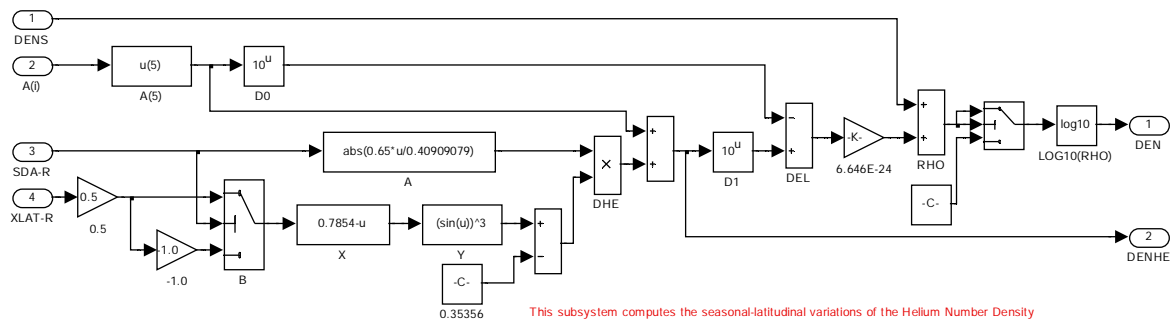 1
DENS
2
A(i)
u(5)
A(5)
10^u
D0
3
SDA-R
abs(0.65*u/0.40909079)
A
4
XLAT-R
0.5
0.5
-1.0
-1.0
B
0.7854-u
X
(sin(u))^3
Y
+
−
-C-
0.35356
×
DHE
+
+
10^u
D1
−
+
DEL
-K-
6.646E-24
+
+
RHO
-C-
log10
LOG10(RHO)
1
DEN
2
DENHE
This subsystem computes the seasonal-latitudinal variations of the Helium Number Density